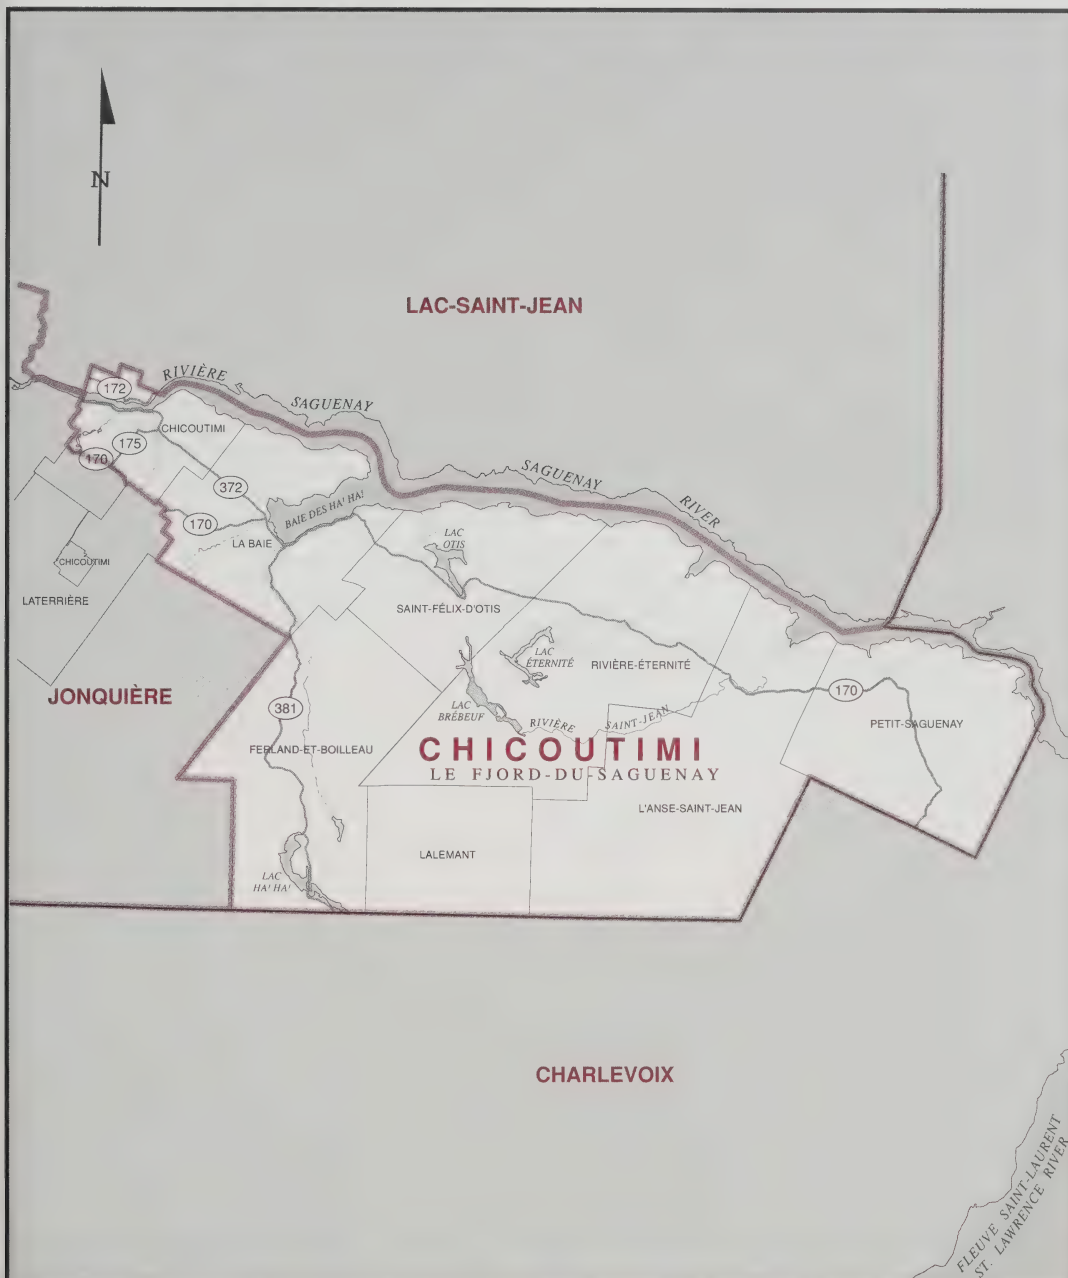 N
LAC-SAINT-JEAN
RIVIÈRE
172
SAGUENAY
CHICOUTIMI
175
170
SAGUENAY
372
RIVER
BAIE DES HA! HA!
170
LAC
OTIS
LA BAIE
CHICOUTIMI
LATERRIÈRE
SAINT-FÉLIX-D'OTIS
LAC
ÉTERNITÉ
RIVIÈRE-ÉTERNITÉ
JONQUIÈRE
170
381
LAC
BRÉBEUF
RIVIÈRE
SAINT-JEAN
PETIT-SAGUENAY
FERLAND-ET-BOILLEAU
CHICOUTIMI
LE FJORD-DU-SAGUENAY
L'ANSE-SAINT-JEAN
LALEMANT
LAC
HA! HA!
CHARLEVOIX
FLEUVE SAINT-LAURENT
ST. LAWRENCE RIVER